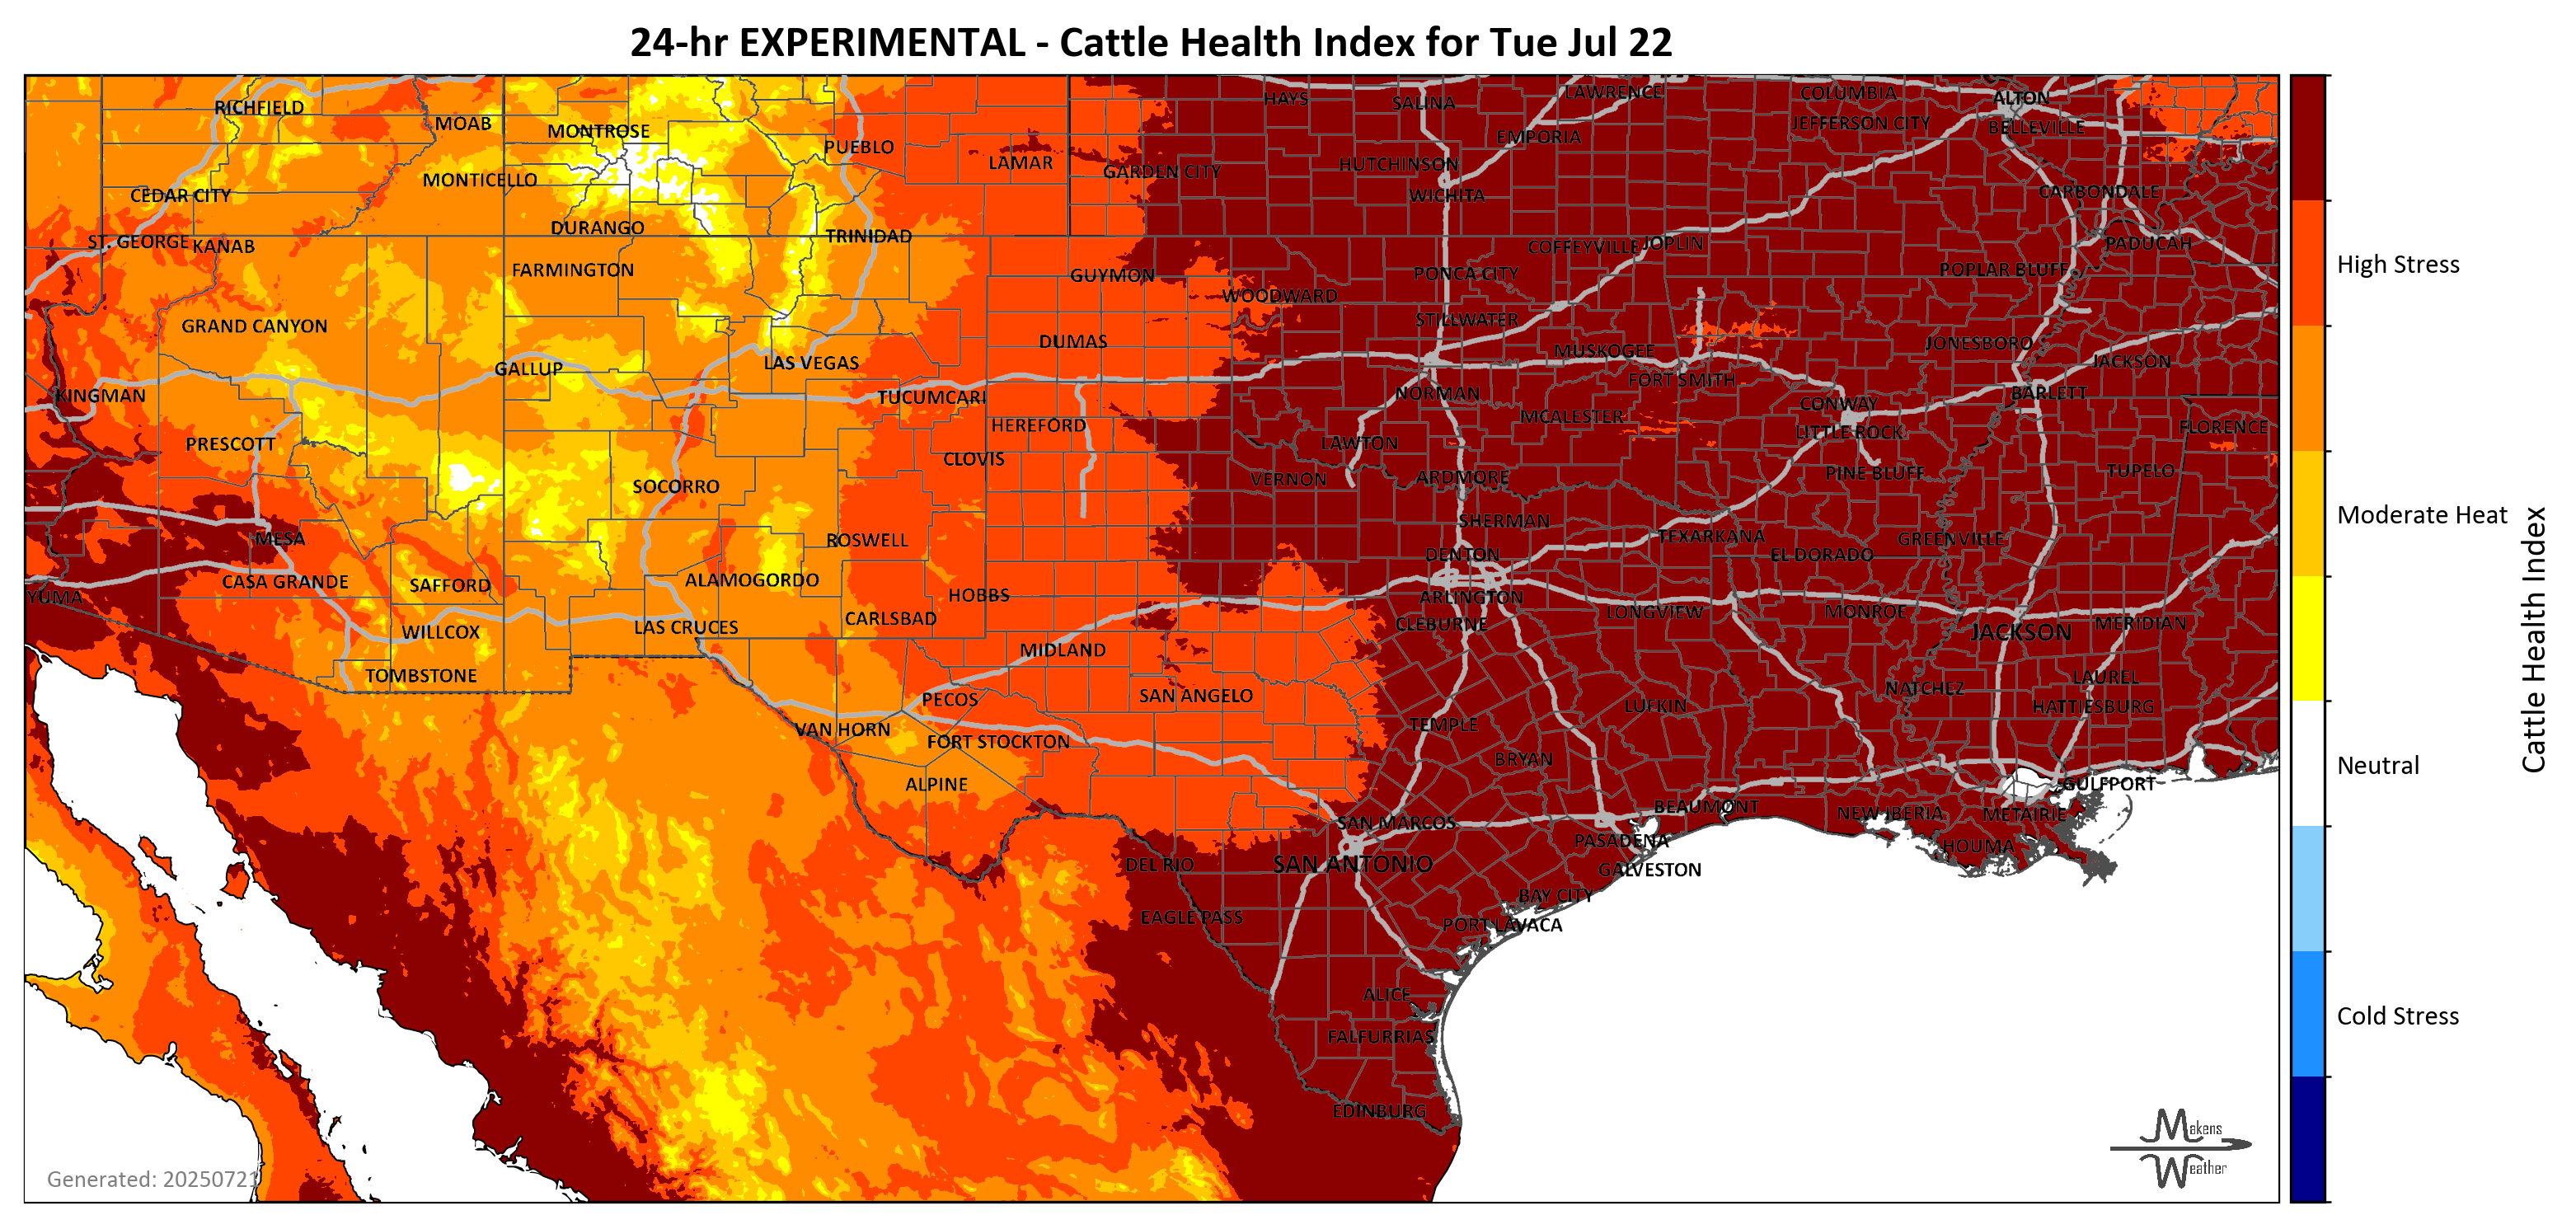 24-hr EXPERIMENTAL - Cattle Health Index for Tue Jul 22
RICHFIELD
MOAB
MONTROSE
PUEBLO
LAMAR
GARDEN CITY
HAYS
SALINA
LAWRENCE
EMPORIA
COLUMBIA
JEFFERSON CITY
ALTON
BELLEVILLE
HUTCHINSON
WICHITA
CARBONDALE
CEDAR CITY
MONTICELLO
DURANGO
TRINIDAD
ST. GEORGE
KANAB
FARMINGTON
GUYMON
WOODWARD
PONCA CITY
COFFEYVILLE
JOPLIN
POPLAR BLUFF
PADUCAH
High Stress
GRAND CANYON
GALLUP
LAS VEGAS
DUMAS
STILLWATER
MUSKOGEE
FORT SMITH
JONESBORO
JACKSON
KINGMAN
TUCUMCARI
NORMAN
MCALESTER
CONWAY
BARLETT
PRESCOTT
HEREFORD
CLOVIS
LAWTON
LITTLE ROCK
FLORENCE
SOCORRO
VERNON
ARDMORE
PINE BLUFF
TUPELO
MESA
ROSWELL
SHERMAN
TEXARKANA
GREENVILLE
Moderate Heat
CASA GRANDE
SAFFORD
ALAMOGORDO
DENTON
EL DORADO
YUMA
HOBBS
ARLINGTON
CARLSBAD
WILLCOX
LAS CRUCES
CLEBURNE
LONGVIEW
MONROE
JACKSON
MERIDIAN
TOMBSTONE
MIDLAND
PECOS
SAN ANGELO
LUFKIN
NATCHEZ
LAUREL
HATTIESBURG
VAN HORN
FORT STOCKTON
TEMPLE
BRYAN
Cattle Health Index
Neutral
ALPINE
SAN MARCOS
BEAUMONT
NEW IBERIA
METAIRIE
GULFPORT
PASADENA
HOUMA
DEL RIO
SAN ANTONIO
GALVESTON
BAY CITY
EAGLE PASS
PORT LAVACA
ALICE
FALFURRIAS
Cold Stress
EDINBURG
Generated: 20250721
Makens
Weather